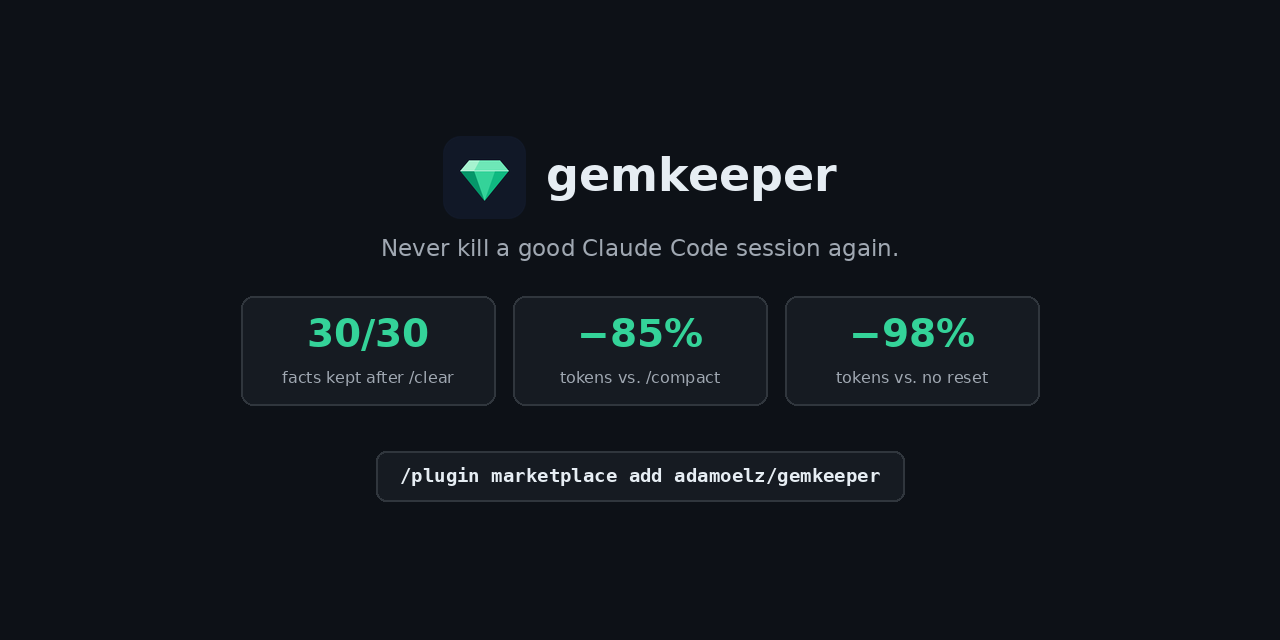 gemkeeper
Never kill a good Claude Code session again.
30/30
facts kept after /clear
−85%
tokens vs. /compact
−98%
tokens vs. no reset
/plugin marketplace add adamoelz/gemkeeper